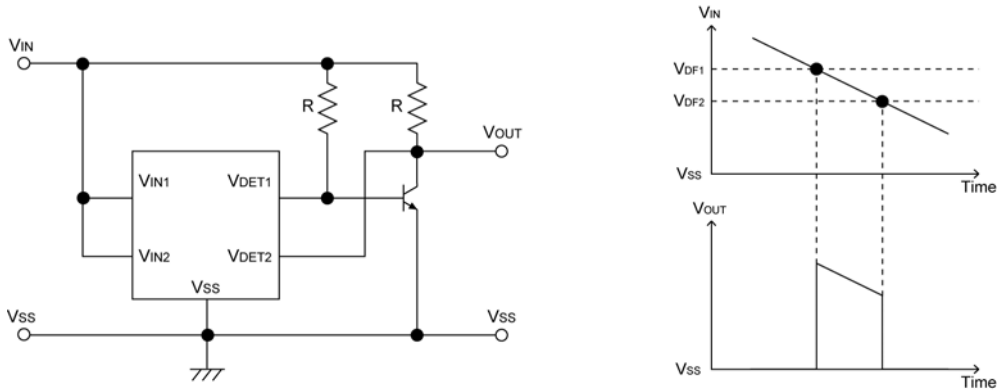 VIN
R
R
VOUT
VIN1
VDET1
VIN2
VDET2
VSS
VSS
VSS
VIN
VDF1
VDF2
VSS
Time
VOUT
VSS
Time